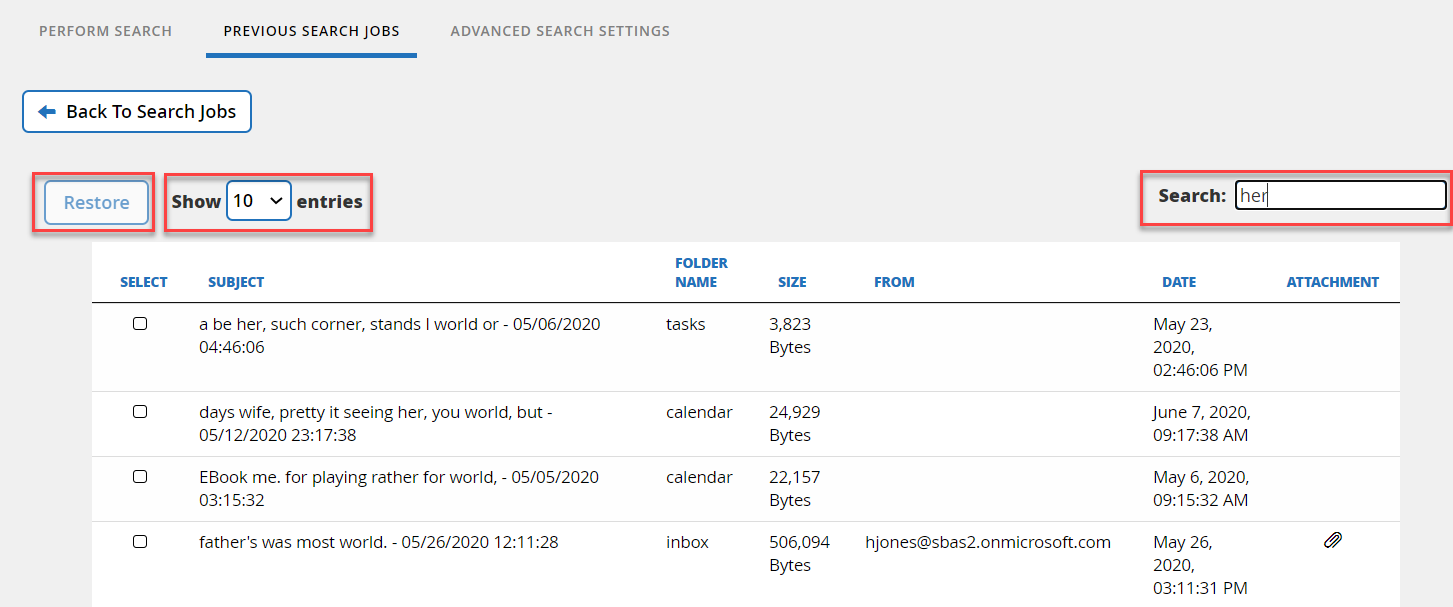 PERFORM SEARCH PREVIOUS SEARCH JOBS ADVANCED SEARCH SETTINGS
Back To Search Jobs
Restore Show 10 entries Search: her
SELECT SUBJECT FOLDER NAME SIZE FROM DATE ATTACHMENT
a be her, such corner, stands I world or - 05/06/2020 tasks 3,823 May 23,
04:46:06 Bytes 2020,
02:46:06 PM
days wife, pretty it seeing her, you world, but - calendar 24,929 June 7, 2020,
05/12/2020 23:17:38 Bytes 09:17:38 AM
EBook me. for playing rather for world, - 05/05/2020 calendar 22,157 May 6, 2020,
03:15:32 Bytes 09:15:32 AM
father's was most world. - 05/26/2020 12:11:28 inbox 506,094 hjones@sbas2.onmicrosoft.com May 26,
Bytes 2020,
03:11:31 PM